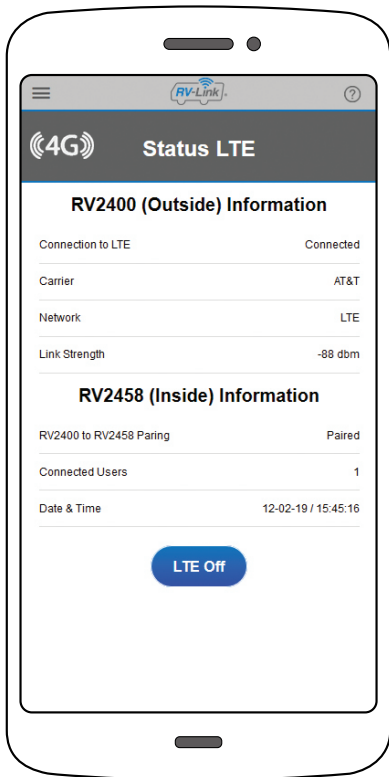 RV-Link®
?
((4G))
Status LTE
RV2400 (Outside) Information
Connection to LTE Connected
Carrier AT&T
Network LTE
Link Strength -88 dbm
RV2458 (Inside) Information
RV2400 to RV2458 Paring Paired
Connected Users 1
Date & Time 12-02-19 / 15:45:16
LTE Off